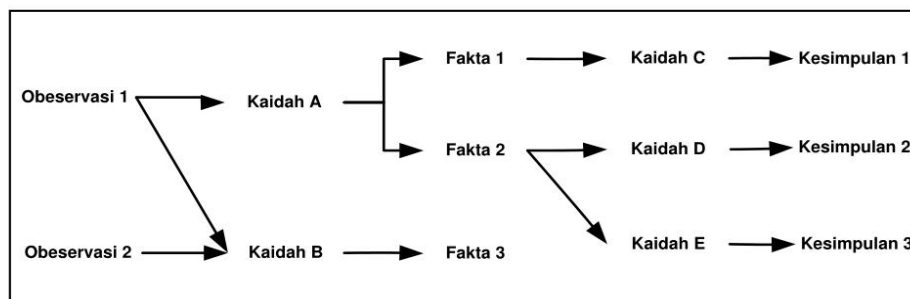 Fakta 1
Kaidah C
Kesimpulan 1
Obeservasi 1
Kaidah A
Fakta 2
Kaidah D
Kesimpulan 2
Obeservasi 2
Kaidah B
Fakta 3
Kaidah E
Kesimpulan 3